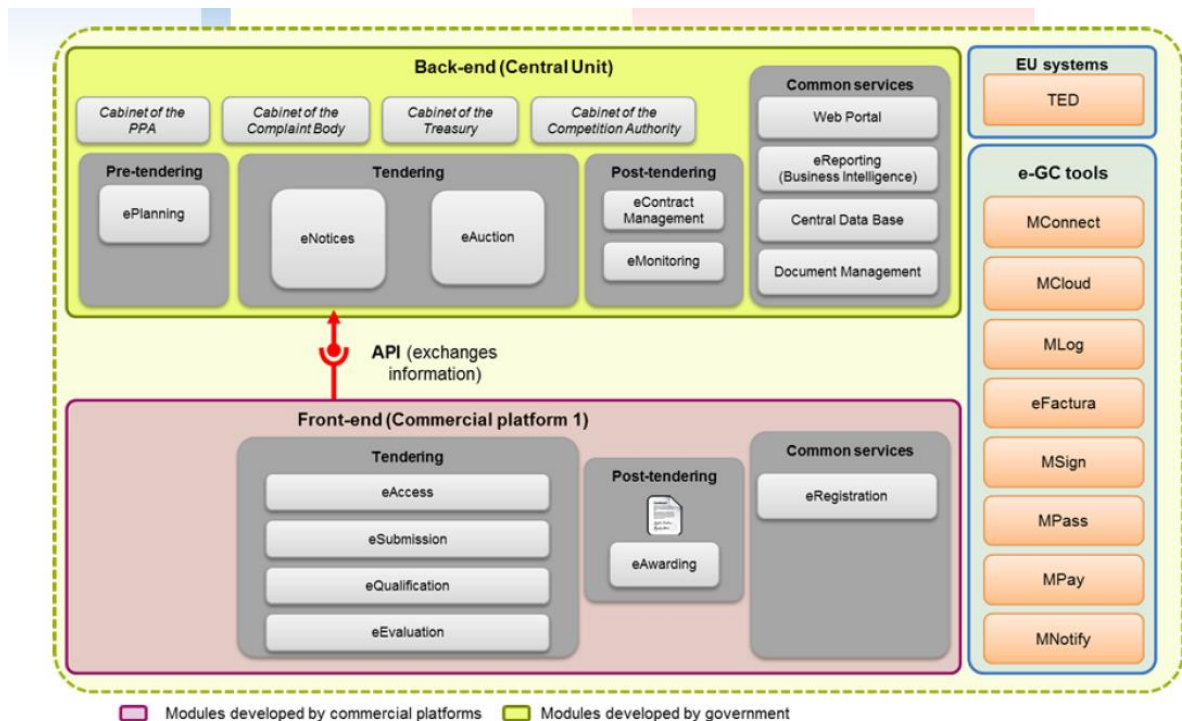 Back-end (Central Unit)
Cabinet of the
PPA
Cabinet of the
Complaint Body
Cabinet of the
Treasury
Cabinet of the
Competition Authority
Pre-tendering
ePlanning
Tendering
eNotices
eAuction
Post-tendering
eContract
Management
eMonitoring
Common services
Web Portal
eReporting
(Business Intelligence)
Central Data Base
Document Management
API (exchanges
information)
Front-end (Commercial platform 1)
Tendering
eAccess
eSubmission
eQualification
eEvaluation
Post-tendering
eAwarding
Common services
eRegistration
EU systems
TED
e-GC tools
MConnect
MCloud
MLog
eFactura
MSign
MPass
MPay
MNotify
Modules developed by commercial platforms
Modules developed by government